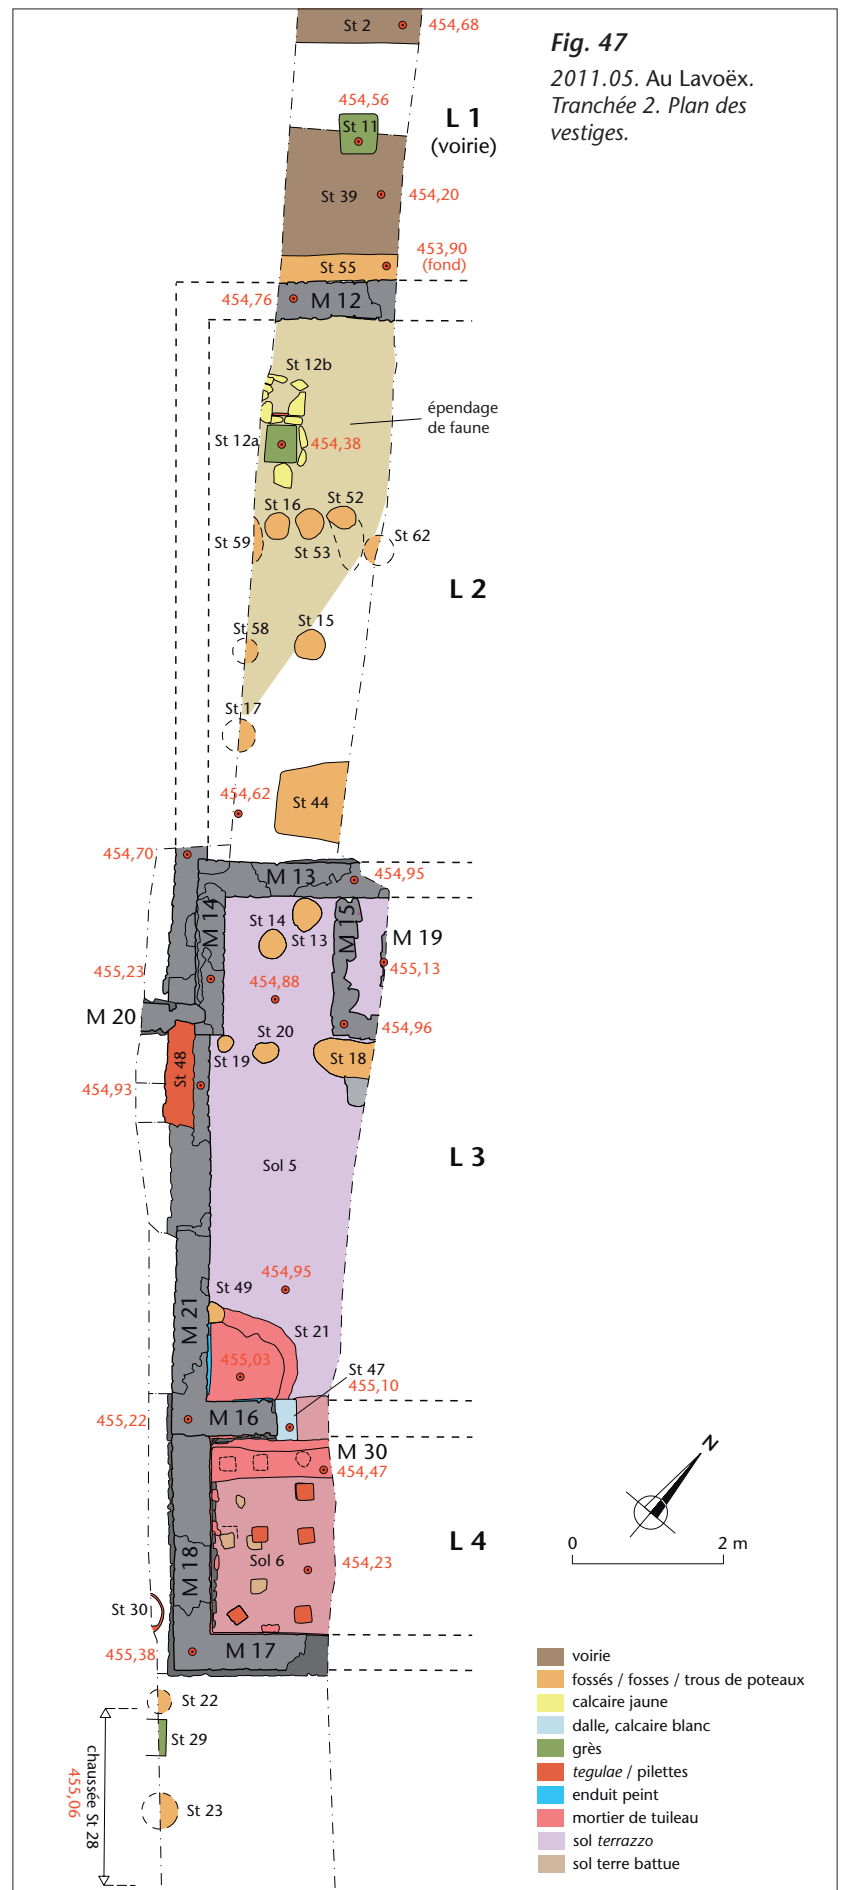 St 2
454,68
Fig. 47
2011.05. Au Lavoëx.
Tranchée 2. Plan des
vestiges.
454,56
St 11
L 1
(voirie)
St 39
454,20
453,90
(fond)
St 55
454,76
M 12
St 12b
épendage
de faune
St 12a
454,38
St 16
St 52
St 59
St 53
St 62
L 2
St 58
St 15
St 17
454,62
St 44
454,70
M 13
454,95
M 14
St 14
St 13
M 15
M 19
455,23
454,88
455,13
M 20
St 20
454,96
St 48
St 19
St 18
454,93
Sol 5
L 3
454,95
St 49
M 21
St 21
455,03
St 47
455,10
455,22
M 16
M 30
454,47
N
0
2 m
L 4
Sol 6
454,23
M 18
St 30
455,38
M 17
St 22
St 29
chaussée St 28
455,06
St 23
voirie
fossés / fosses / trous de poteaux
calcaire jaune
dalle, calcaire blanc
grès
tegulae / pilettes
enduit peint
mortier de tuileau
sol terrazzo
sol terre battue